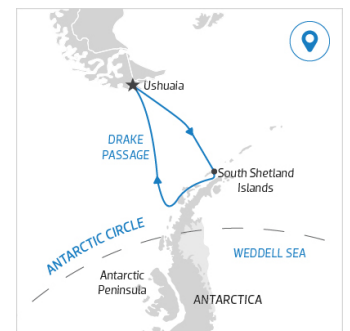 Ushuaia
DRAKE
PASSAGE
South Shetland
Islands
ANTARCTIC CIRCLE
WEDDELL SEA
Antarctic
Peninsula
ANTARCTICA